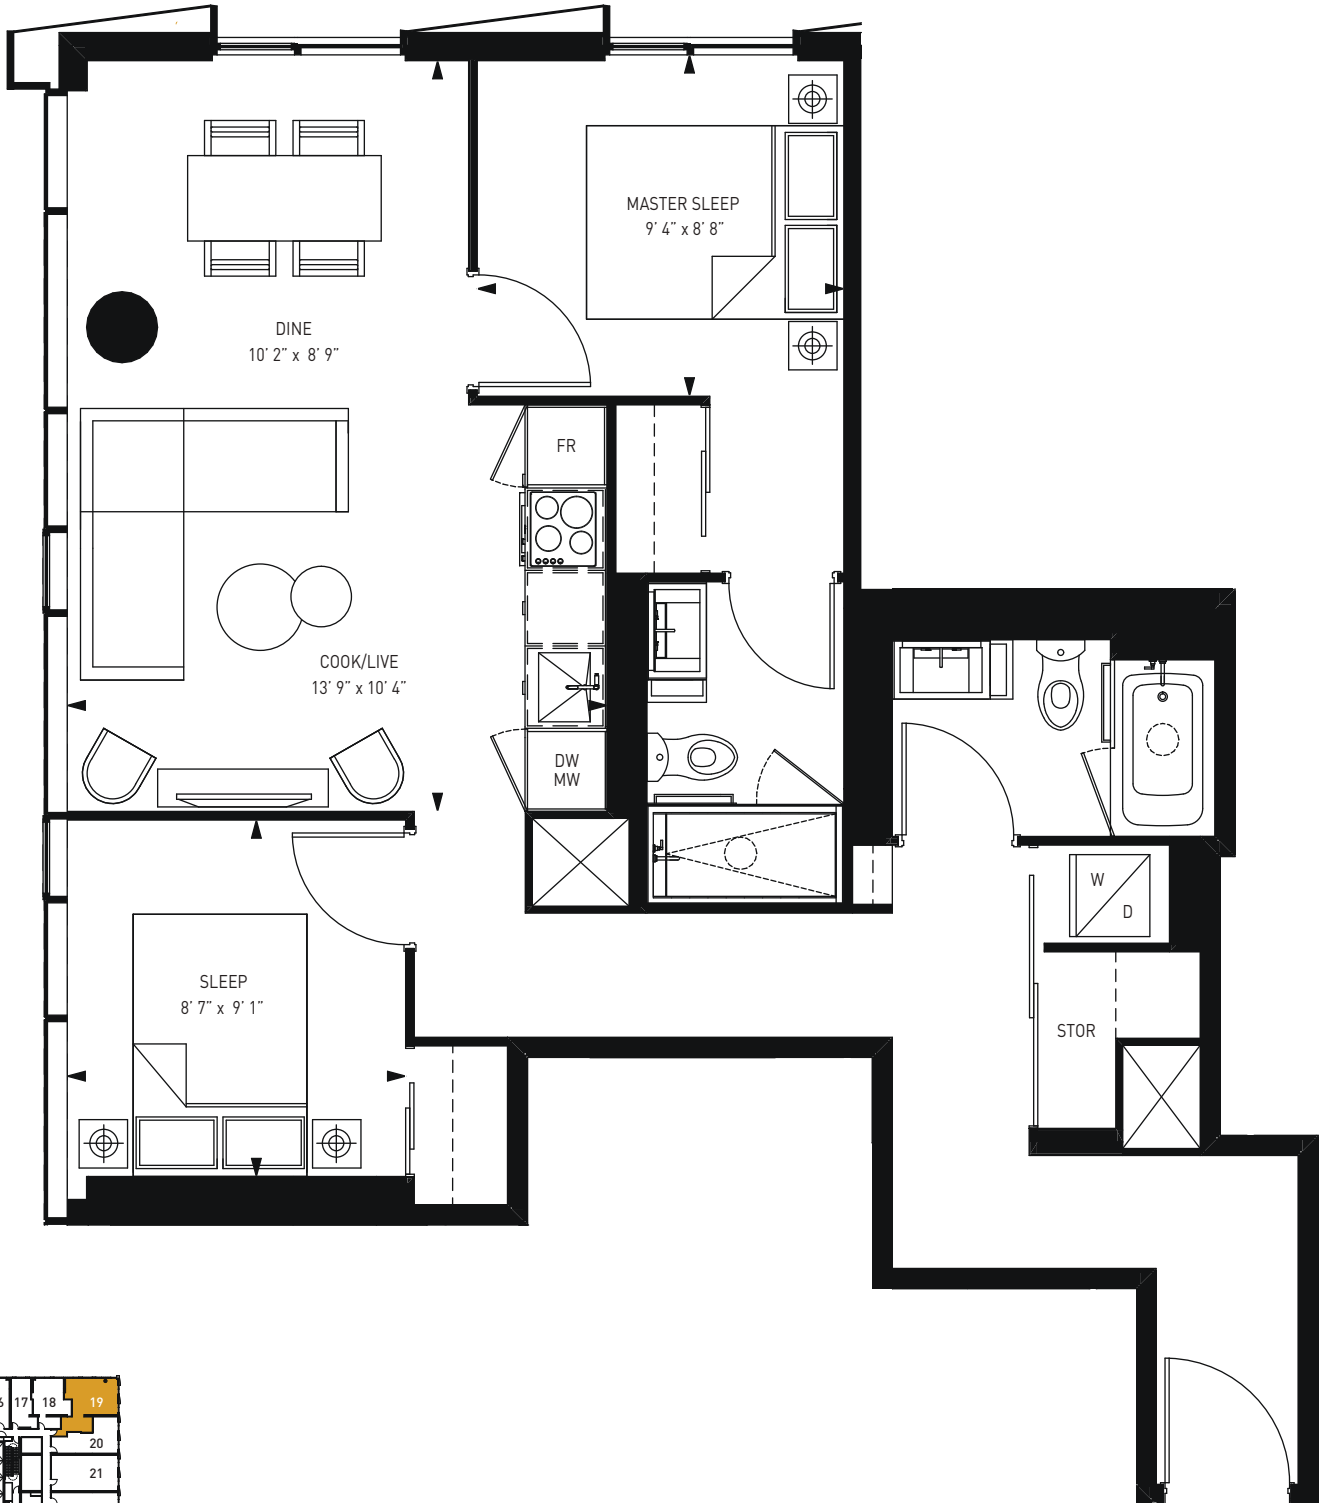 MASTER SLEEP
9' 4" x 8' 8"
DINE
10' 2" x 8' 9"
FR
COOK/LIVE
13' 9" x 10' 4"
DW
MW
W
D
SLEEP
8' 7" x 9' 1"
STOR
17
18
19
20
21